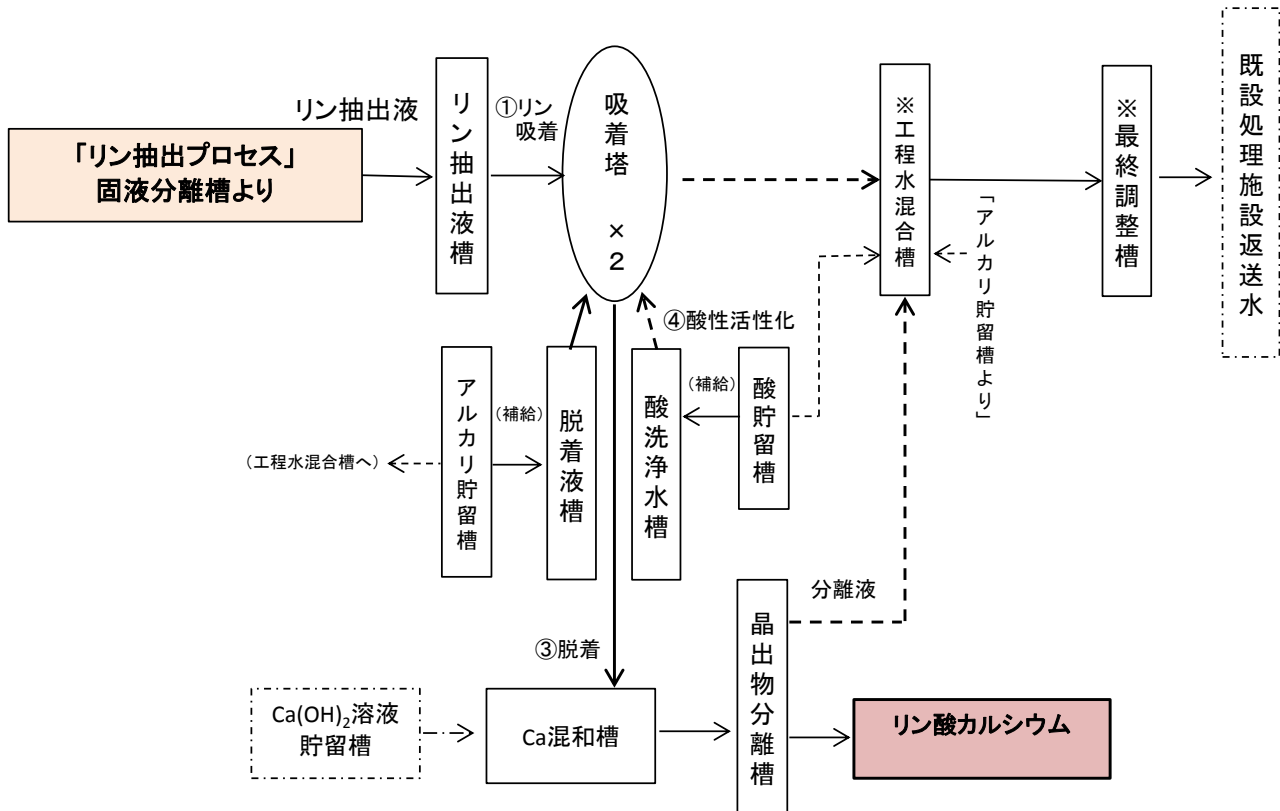 「リン抽出プロセス」
固液分離槽より
リン抽出液
リン抽出液槽
①リン
吸着
吸着塔 ×2
※工程水混合槽
「アルカリ貯留槽より」
※最終調整槽
既設処理施設返送水
④酸性活性化
アルカリ貯留槽
(補給)
脱着液槽
酸洗浄水槽
(補給)
酸貯留槽
(工程水混合槽へ)
③脱着
分離液
Ca(OH)₂溶液
貯留槽
Ca混和槽
晶出物分離槽
リン酸カルシウム